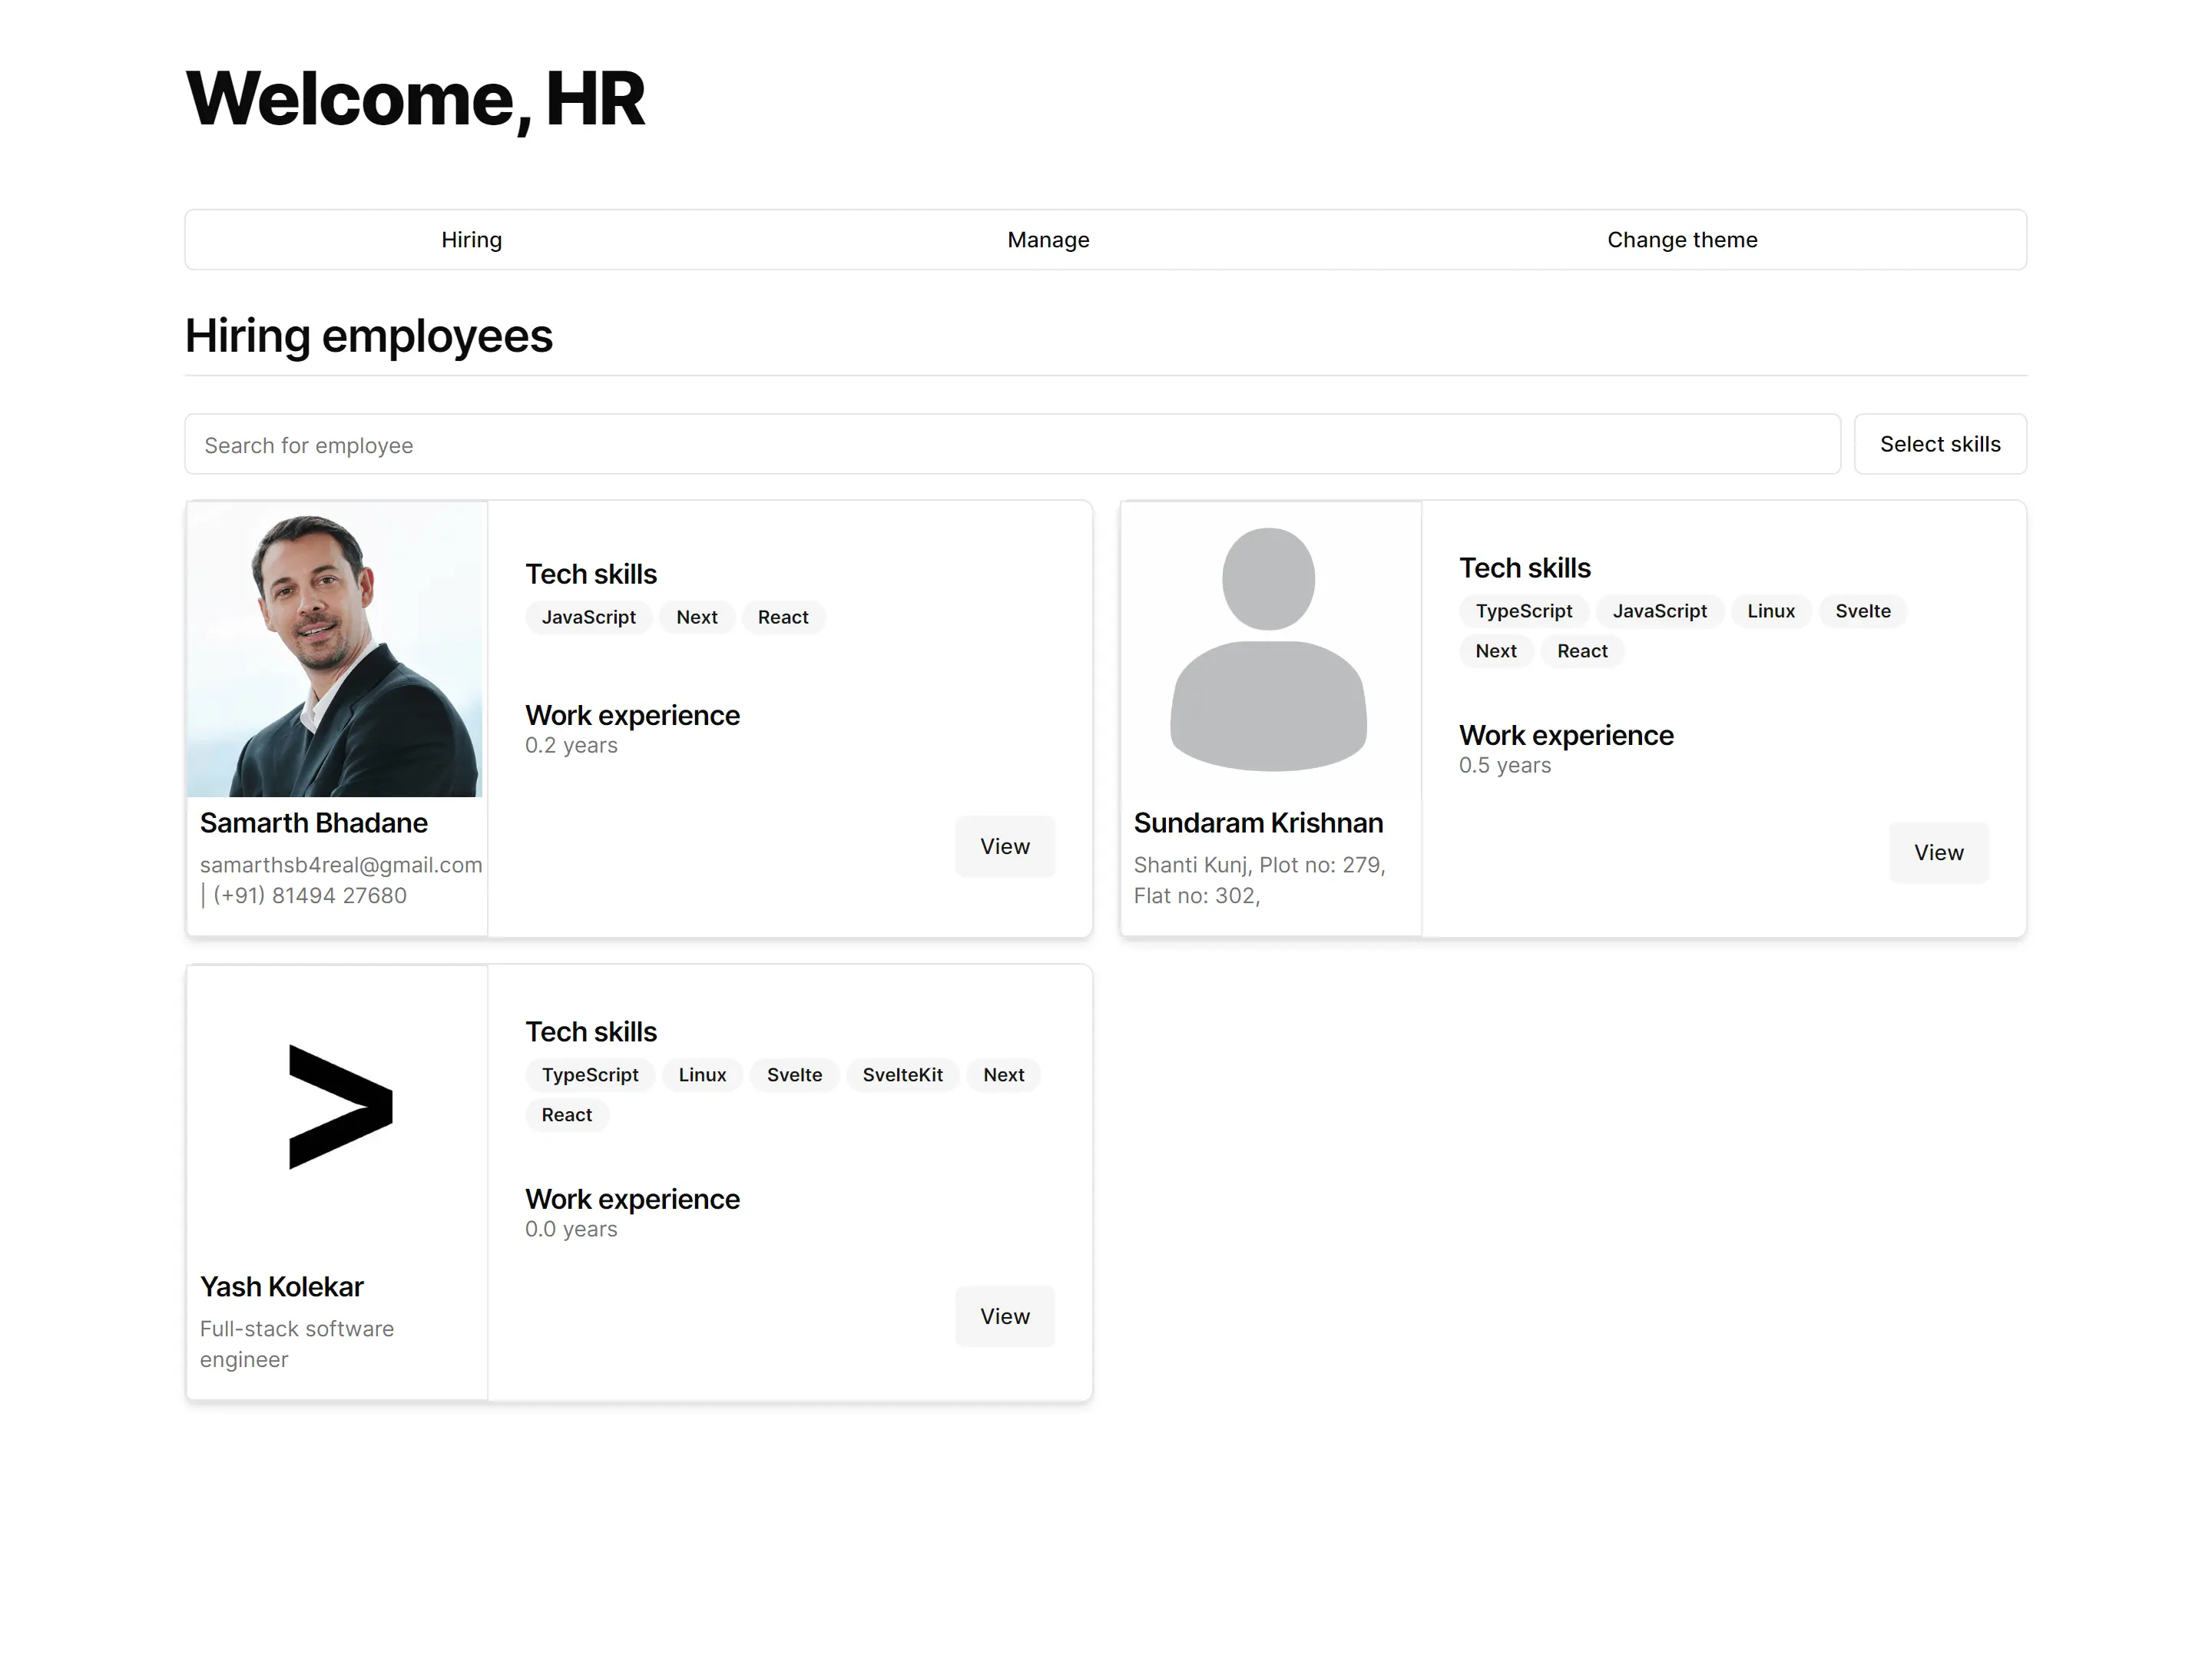 Welcome, HR
Hiring
Manage
Change theme
Hiring employees
Search for employee
Select skills
Tech skills
JavaScript
Next
React
Work experience
0.2 years
View
Samarth Bhadane
samarthsb4real@gmail.com
| (+91) 81494 27680
Tech skills
TypeScript
JavaScript
Linux
Svelte
Next
React
Work experience
0.5 years
View
Sundaram Krishnan
Shanti Kunj, Plot no: 279,
Flat no: 302,
>
Tech skills
TypeScript
Linux
Svelte
SvelteKit
Next
React
Work experience
0.0 years
View
Yash Kolekar
Full-stack software
engineer